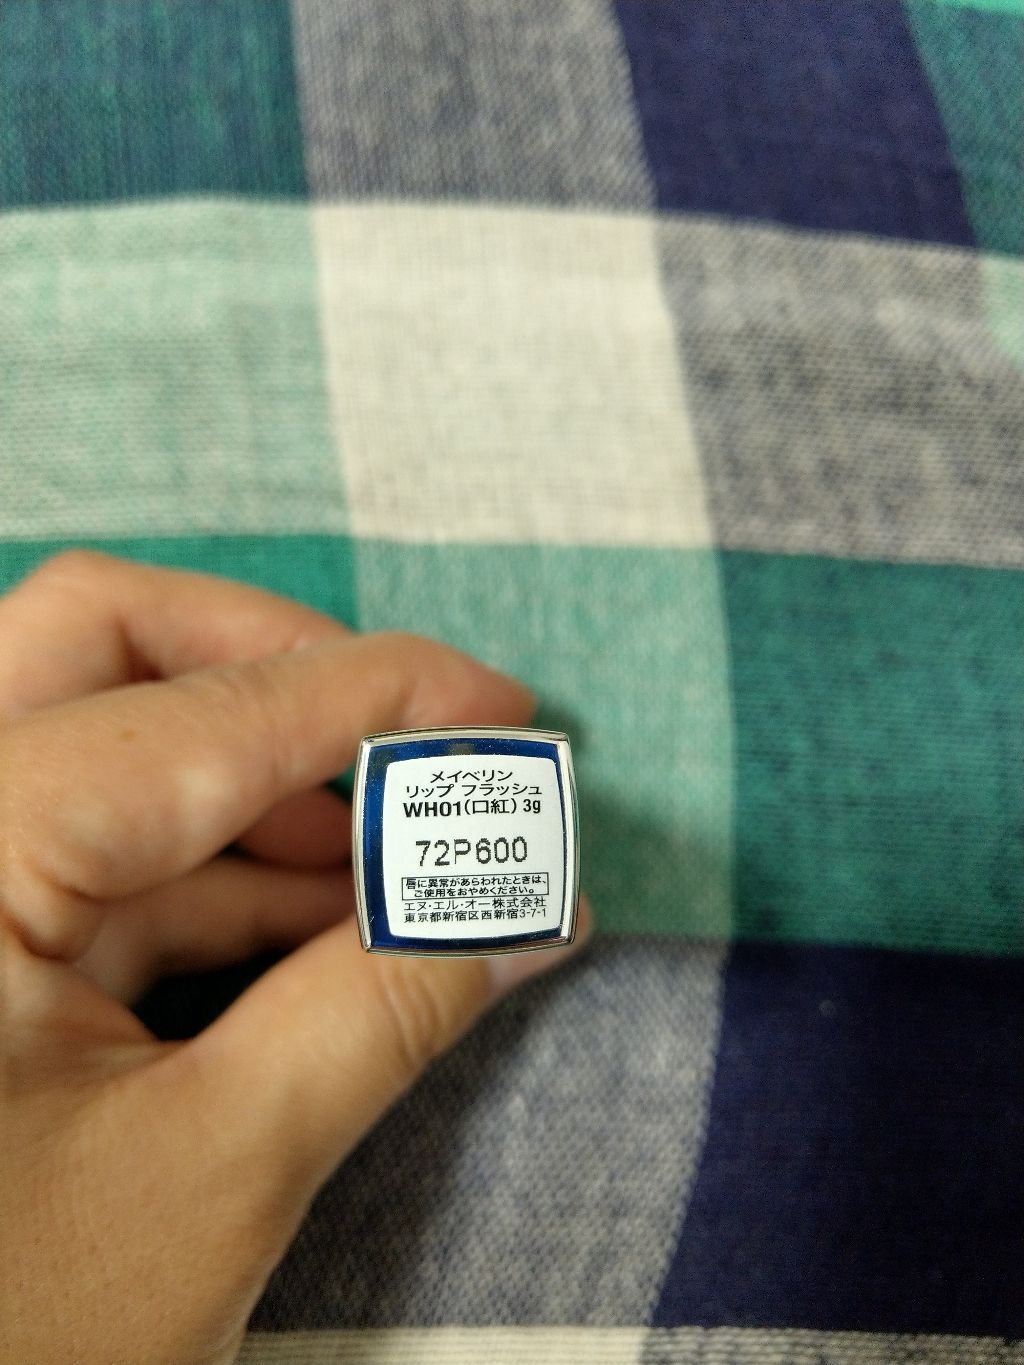 メイベリン
リップ フラッシュ
WH01(口紅) 3g
72P600
唇に異常があらわれたときは、
ご使用をおやめください。
エヌ・エル・オー株式会社
東京都新宿区西新宿3-7-1